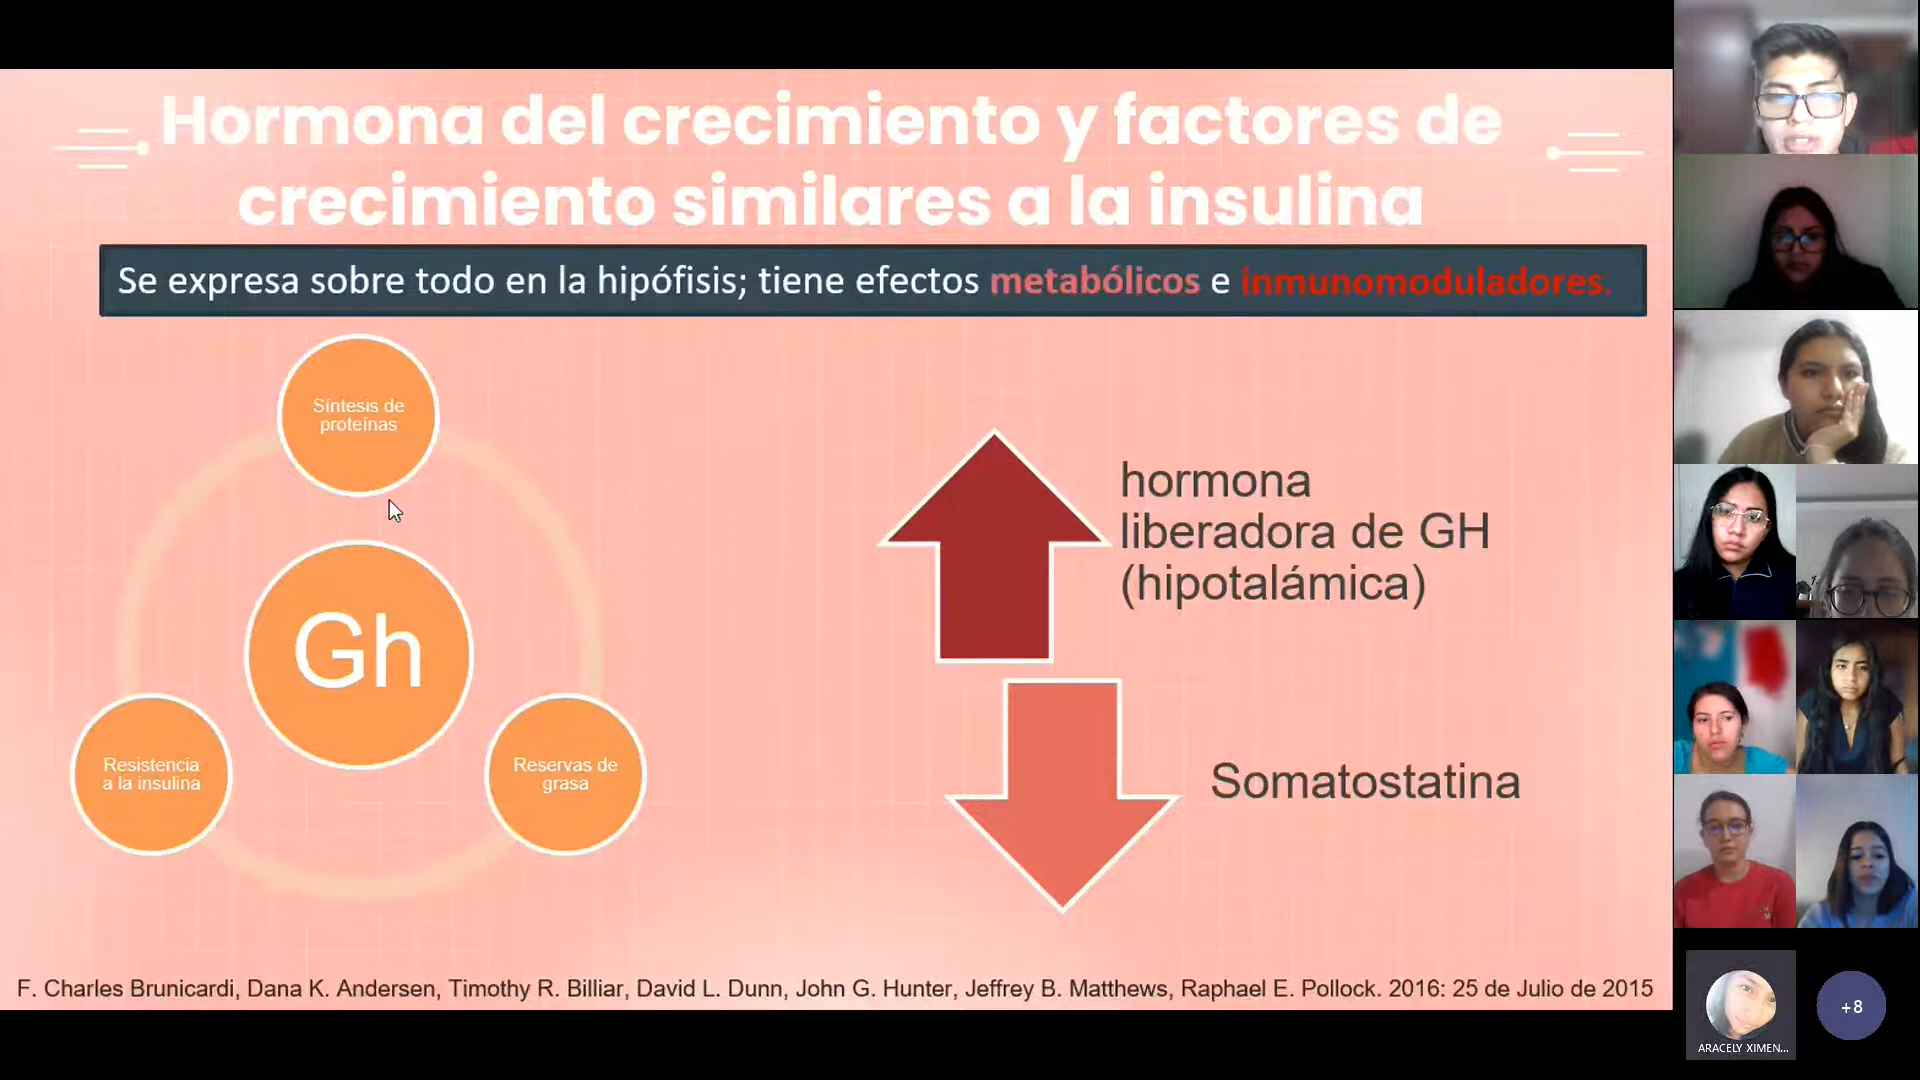 Hormona del crecimiento y factores de
crecimiento similares a la insulina
Se expresa sobre todo en la hipófisis; tiene efectos metabólicos e inmunomoduladores.
Síntesis de
proteínas
Gh
Resistencia
a la insulina
Reservas de
grasa
hormona
liberadora de GH
(hipotalámica)
Somatostatina
F. Charles Brunicardi, Dana K. Andersen, Timothy R. Billiar, David L. Dunn, John G. Hunter, Jeffrey B. Matthews, Raphael E. Pollock. 2016: 25 de Julio de 2015
ARACELY XIMEN...
+8